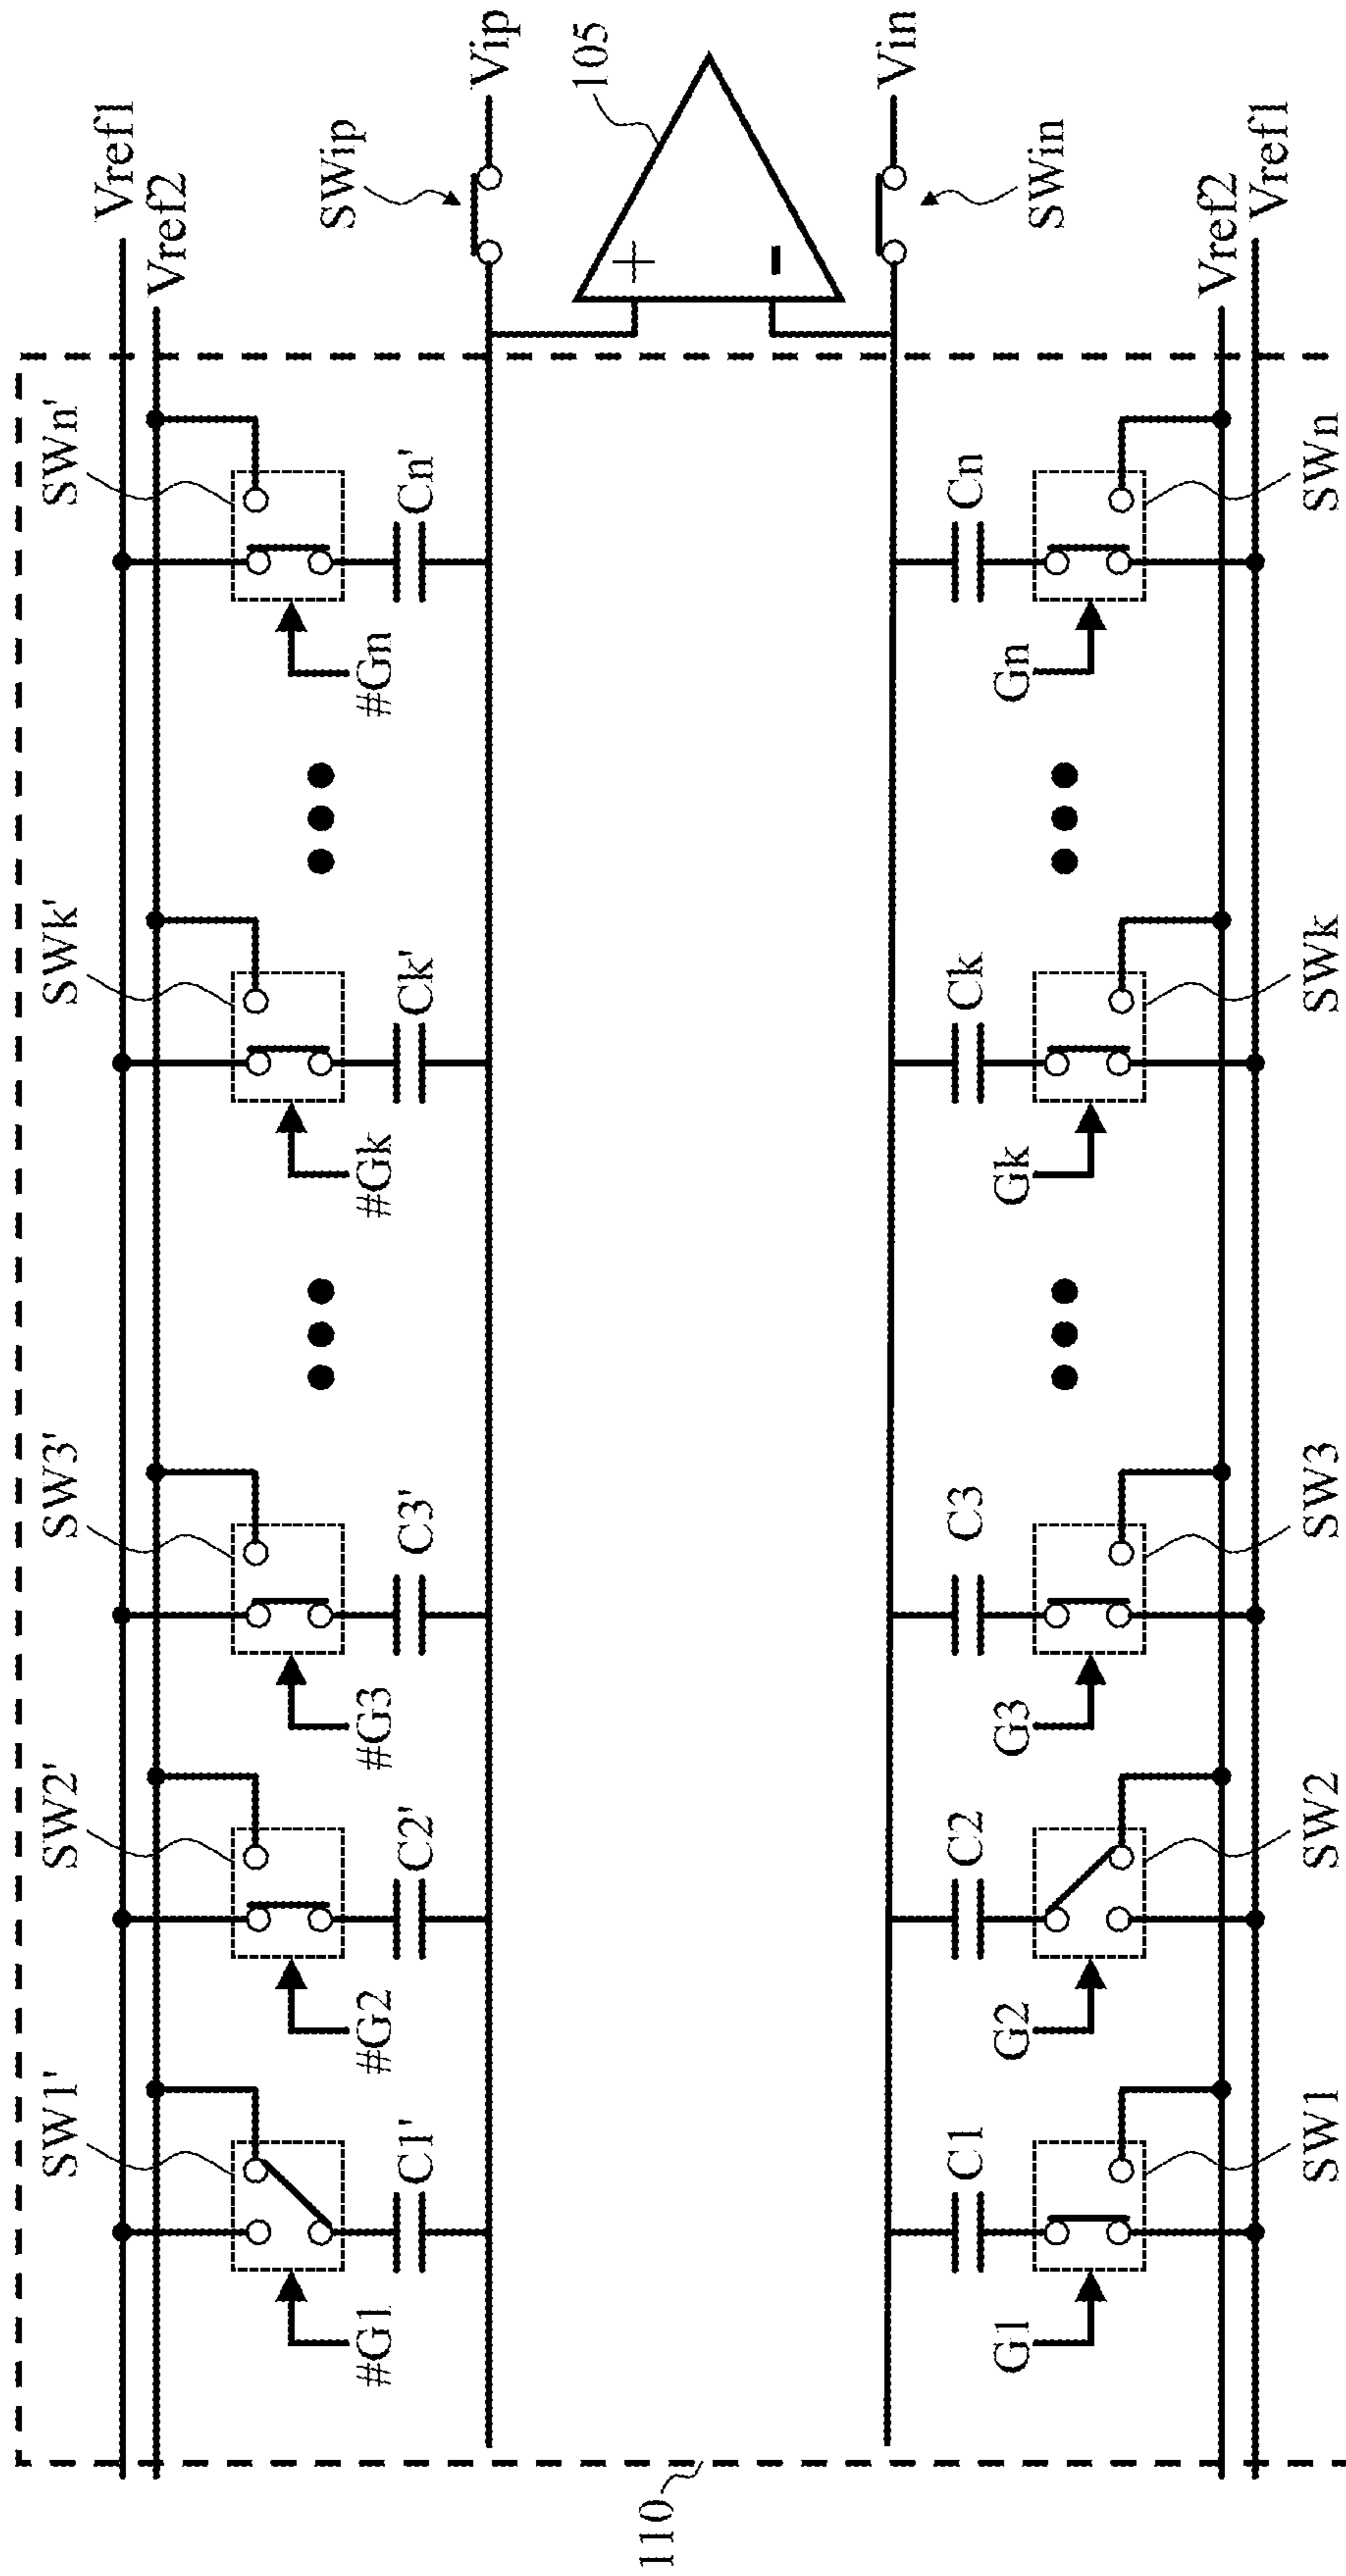 SW1' SW2' SW3' SWk' SWn'
Vref1
Vref2
#G1 #G2 #G3 #Gk #Gn
C1' C2' C3' Ck' Cn'
SWip
Vip
105
+
-
110
Vin
SWin
C1 C2 C3 Ck Cn
G1 G2 G3 Gk Gn
Vref2
Vref1
SW1 SW2 SW3 SWk SWn